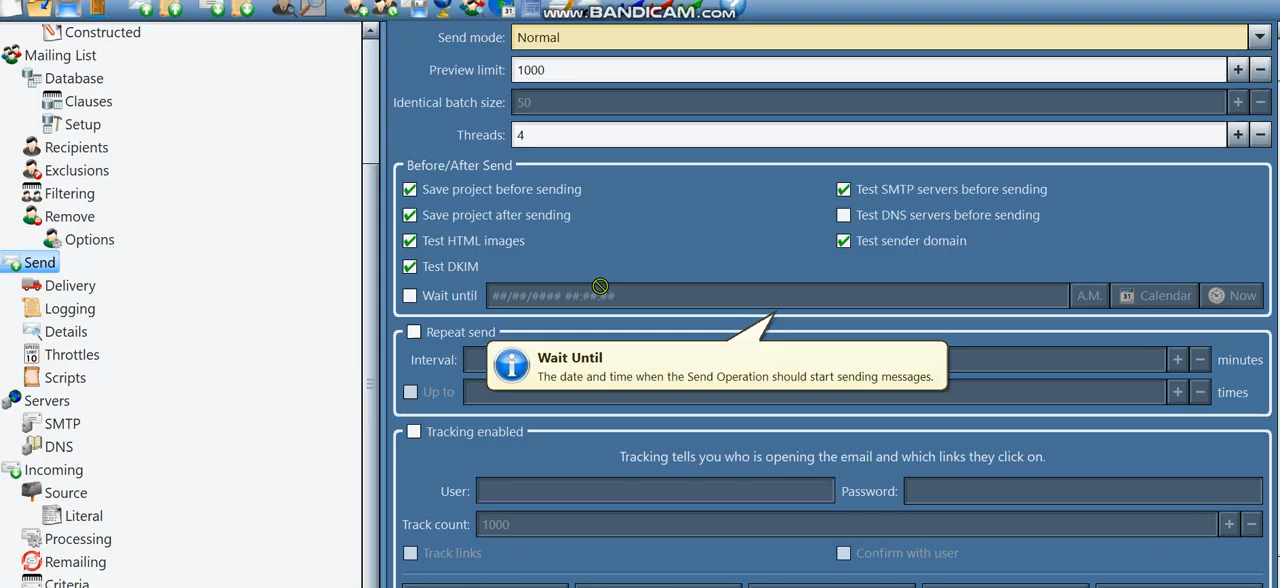 www.BANDICAM.com
Constructed
Mailing List
Database
Clauses
Setup
Recipients
Exclusions
Filtering
Remove
Options
Send
Delivery
Logging
Details
Throttles
Scripts
Servers
SMTP
DNS
Incoming
Source
Literal
Processing
Remailing
Criteria
Send mode: Normal
Preview limit: 1000 + −
Identical batch size: 50 + −
Threads: 4 + −
Before/After Send
Save project before sending Test SMTP servers before sending
Save project after sending Test DNS servers before sending
Test HTML images Test sender domain
Test DKIM
Wait until ##/##/#### ##:##:## A.M. Calendar Now
Repeat send
Interval: + − minutes
Wait Until
The date and time when the Send Operation should start sending messages.
Up to + − times
Tracking enabled
Tracking tells you who is opening the email and which links they click on.
User: Password:
Track count: 1000 + −
Track links Confirm with user